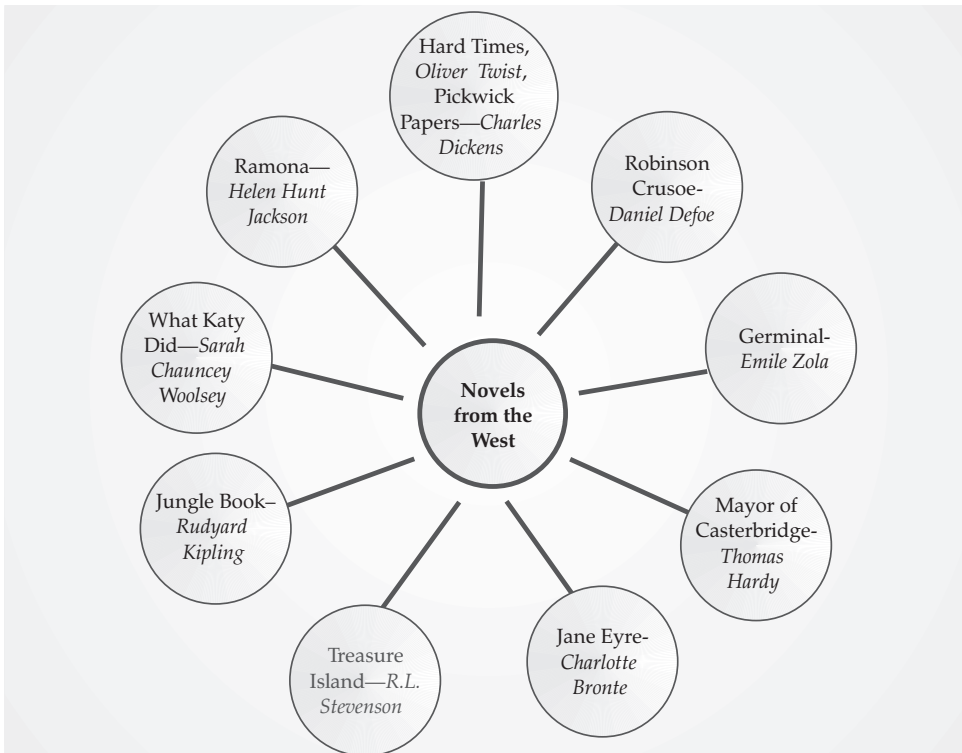 Hard Times,
Oliver Twist,
Pickwick
Papers—Charles
Dickens
Robinson
Crusoe-
Daniel Defoe
Germinal-
Emile Zola
Mayor of
Casterbridge-
Thomas
Hardy
Jane Eyre-
Charlotte
Bronte
Treasure
Island—R.L.
Stevenson
Jungle Book–
Rudyard
Kipling
What Katy
Did—Sarah
Chauncey
Woolsey
Ramona—
Helen Hunt
Jackson
Novels
from the
West